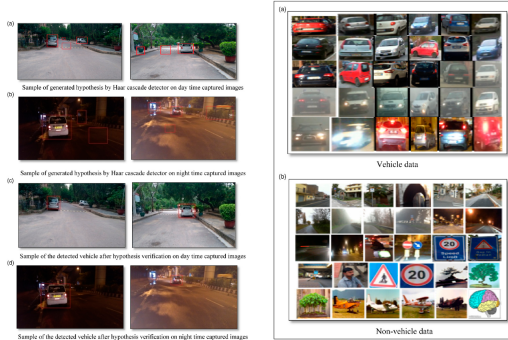 (a)
Sample of generated hypothesis by Haar cascade detector on day time captured images
(b)
Sample of generated hypothesis by Haar cascade detector on night time captured images
(c)
Sample of the detected vehicle after hypothesis verification on day time captured images
(d)
Sample of the detected vehicle after hypothesis verification on night time captured images
(a)
Vehicle data
(b)
20
20
Non-vehicle data